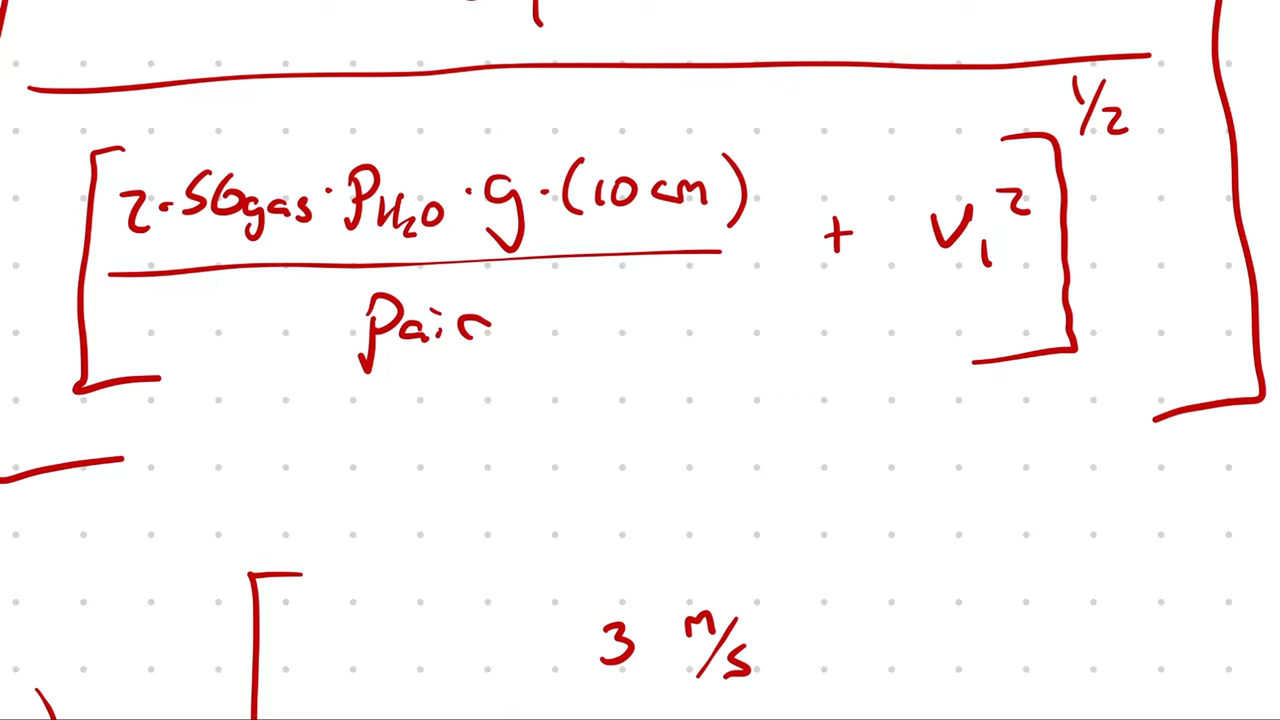 [ (2·SGgas·ρH₂O·g·(10 cm)) / ρair + V₁² ]^1/2
3 m/s